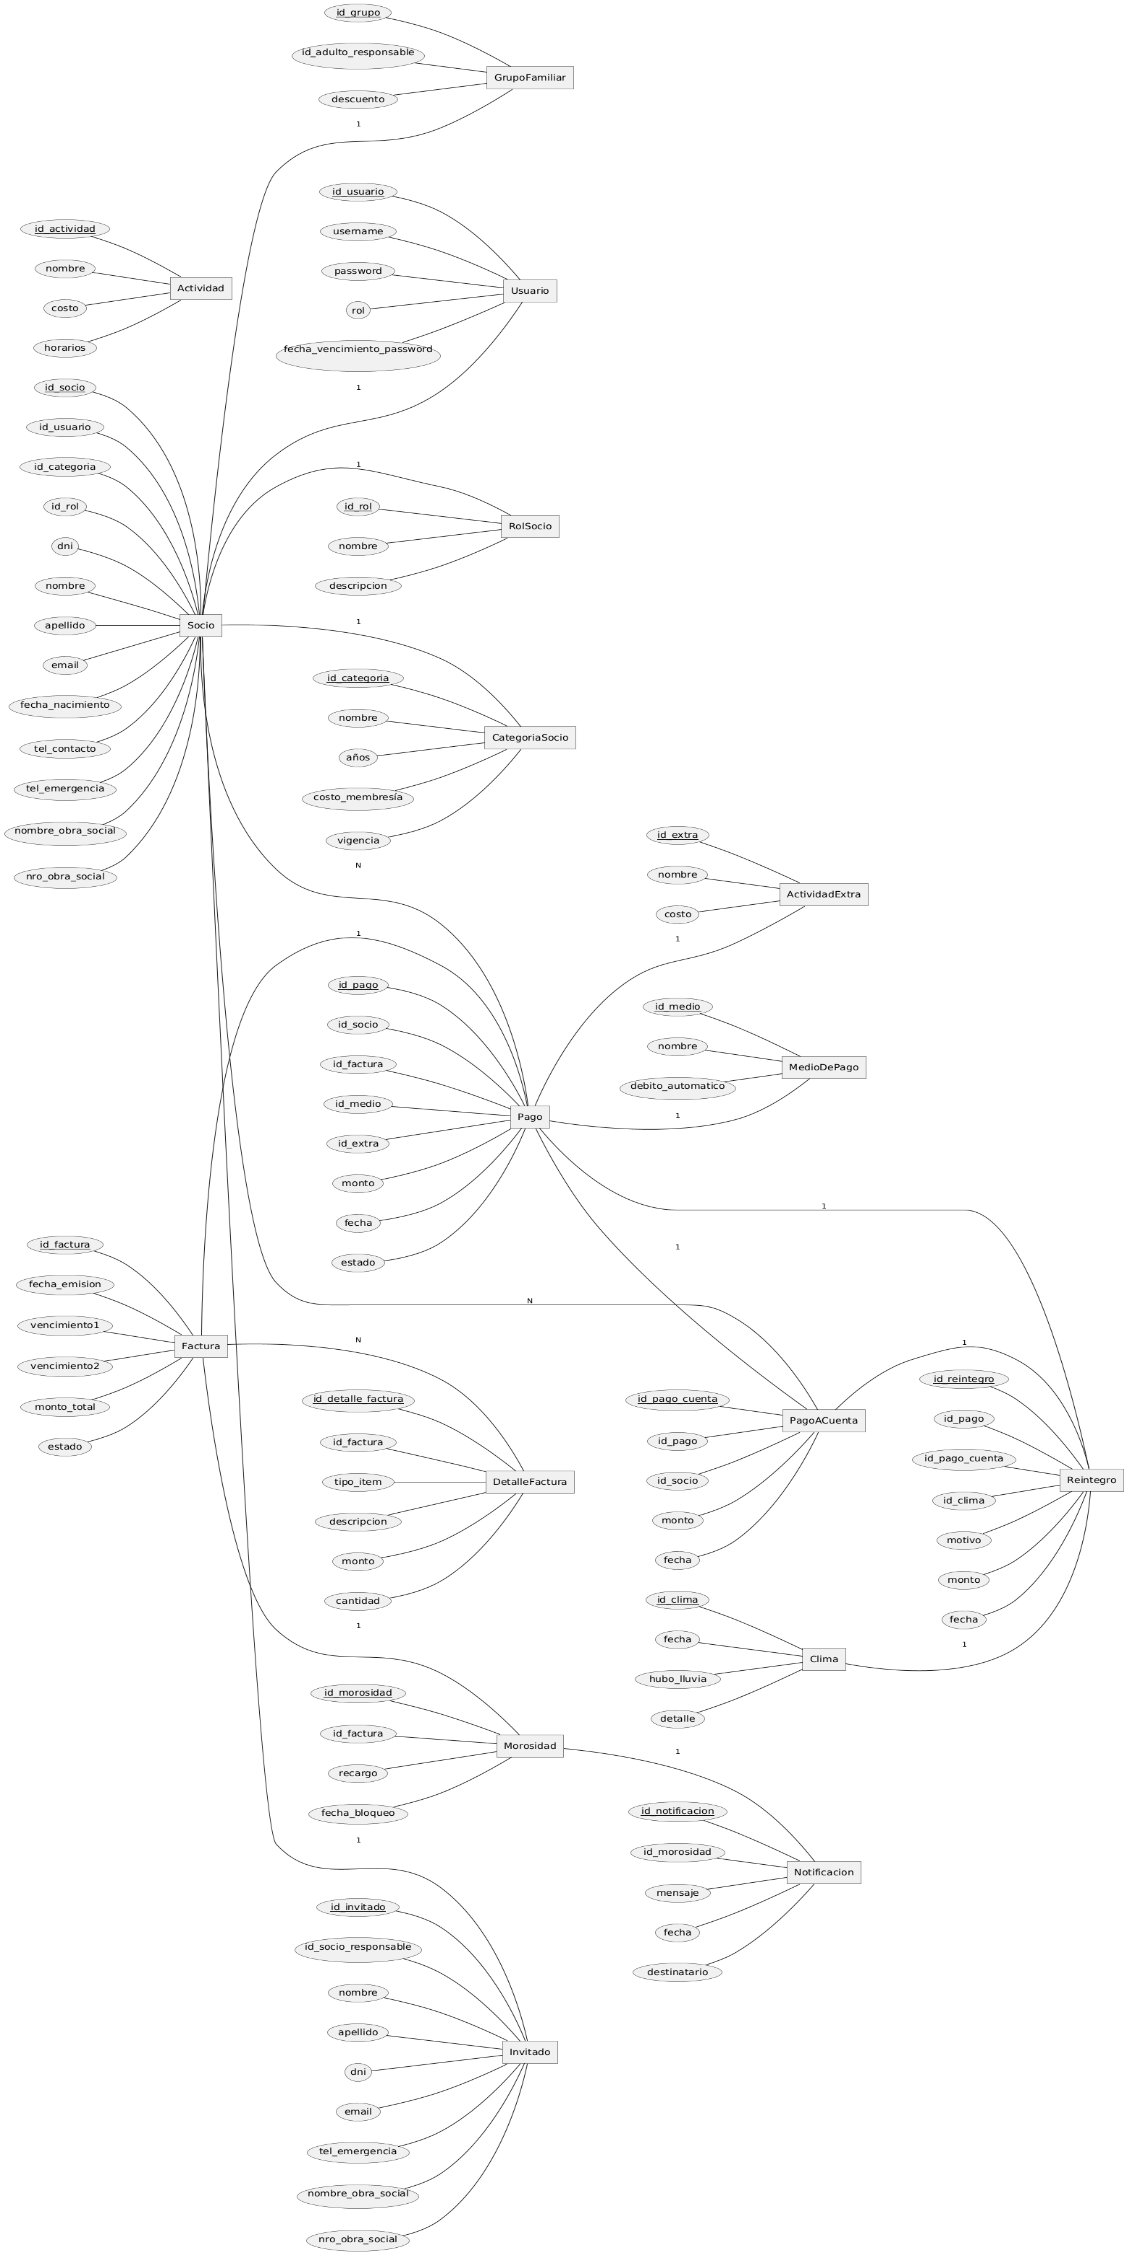 id_grupo
id_adulto_responsable
GrupoFamiliar
descuento
1
id_usuario
id_actividad
username
nombre
password
Actividad
Usuario
costo
rol
horarios
fecha_vencimiento_password
id_socio
1
id_usuario
id_categoria
1
id_rol
id_rol
RolSocio
dni
nombre
nombre
descripcion
Socio
1
apellido
email
id_categoria
fecha_nacimiento
nombre
CategoriaSocio
tel_contacto
años
tel_emergencia
costo_membresía
nombre_obra_social
id_extra
vigencia
nro_obra_social
N
nombre
ActividadExtra
costo
1
1
id_pago
id_medio
id_socio
nombre
id_factura
MedioDePago
debito_automatico
id_medio
Pago
1
id_extra
monto
1
fecha
id_factura
1
estado
fecha_emision
N
vencimiento1
Factura
N
1
vencimiento2
id_reintegro
monto_total
id_detalle_factura
id_pago_cuenta
PagoACuenta
id_pago
estado
id_factura
id_pago
id_pago_cuenta
tipo_item
DetalleFactura
id_socio
Reintegro
id_clima
descripcion
monto
motivo
monto
fecha
monto
cantidad
id_clima
fecha
1
fecha
1
Clima
hubo_lluvia
id_morosidad
detalle
id_factura
Morosidad
1
recargo
fecha_bloqueo
id_notificacion
1
id_morosidad
Notificacion
mensaje
id_invitado
fecha
id_socio_responsable
destinatario
nombre
apellido
Invitado
dni
email
tel_emergencia
nombre_obra_social
nro_obra_social